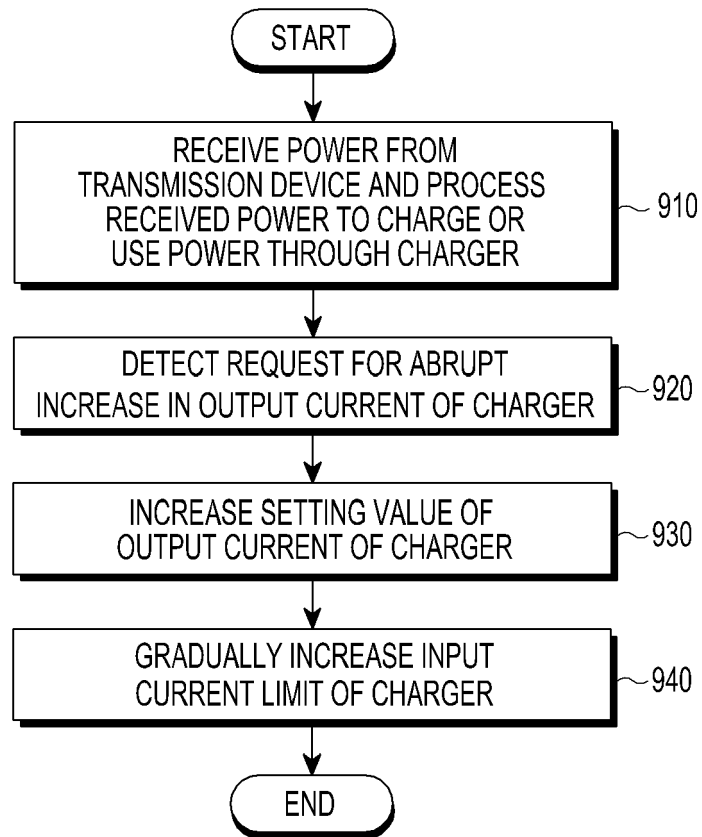 START
RECEIVE POWER FROM
TRANSMISSION DEVICE AND PROCESS
RECEIVED POWER TO CHARGE OR
USE POWER THROUGH CHARGER
910
DETECT REQUEST FOR ABRUPT
INCREASE IN OUTPUT CURRENT OF CHARGER
920
INCREASE SETTING VALUE OF
OUTPUT CURRENT OF CHARGER
930
GRADUALLY INCREASE INPUT
CURRENT LIMIT OF CHARGER
940
END